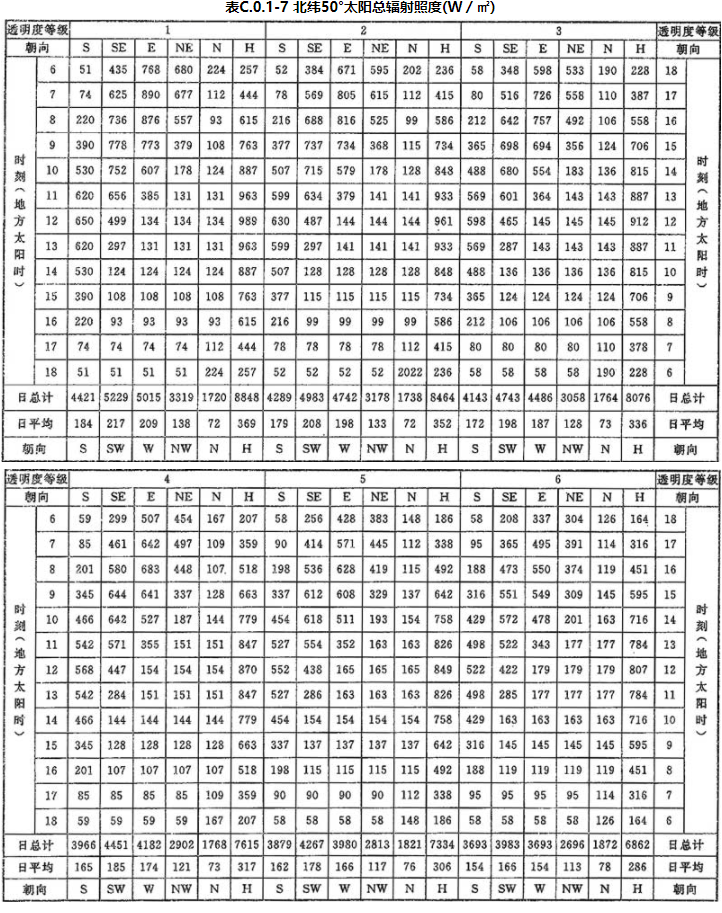 表C.0.1-7 北纬50°太阳总辐射照度(W / ㎡)
透明度等级 1 2 3 透明度等级
朝向 S SE E NE N H S SE E NE N H S SE E NE N H 朝向
时刻(地方太阳时)
6 51 435 768 680 224 257 52 384 671 595 202 236 58 348 598 533 190 228 18
7 74 625 890 677 112 444 78 569 805 615 112 415 80 516 726 558 110 387 17
8 220 736 876 557 93 615 216 688 816 525 99 586 212 642 757 492 106 558 16
9 390 778 773 379 108 763 377 737 734 368 115 734 365 698 694 356 124 706 15
10 530 752 607 178 124 887 507 715 579 178 128 848 488 680 554 183 136 815 14
11 620 656 385 131 131 963 599 634 379 141 141 933 569 601 364 143 143 887 13
12 650 499 134 134 134 989 630 487 144 144 144 961 598 465 145 145 145 912 12
13 620 297 131 131 131 963 599 297 141 141 141 933 569 287 143 143 143 887 11
14 530 124 124 124 124 887 507 128 128 128 128 848 488 136 136 136 136 815 10
15 390 108 108 108 108 763 377 115 115 115 115 734 365 124 124 124 124 706 9
16 220 93 93 93 93 615 216 99 99 99 99 586 212 106 106 106 106 558 8
17 74 74 74 74 112 444 78 78 78 78 112 415 80 80 80 80 110 378 7
18 51 51 51 51 224 257 52 52 52 52 2022 236 58 58 58 58 190 228 6
时刻(地方太阳时)
日总计 4421 5229 5015 3319 1720 8848 4289 4983 4742 3178 1738 8464 4143 4743 4486 3058 1764 8076 日总计
日平均 184 217 209 138 72 369 179 208 198 133 72 352 172 198 187 128 73 336 日平均
朝向 S SW W NW N H S SW W NW N H S SW W NW N H 朝向
透明度等级 4 5 6 透明度等级
朝向 S SE E NE N H S SE E NE N H S SE E NE N H 朝向
时刻(地方太阳时)
6 59 299 507 454 167 207 58 256 428 383 148 186 58 208 337 304 126 164 18
7 85 461 642 497 109 359 90 414 571 445 112 338 95 365 495 391 114 316 17
8 201 580 683 448 107 518 198 536 628 419 115 492 188 473 550 374 119 451 16
9 345 644 641 337 128 663 337 612 608 329 137 642 316 551 549 309 145 595 15
10 466 642 527 187 144 779 454 618 511 193 154 758 429 572 478 201 163 716 14
11 542 571 355 151 151 847 527 554 352 163 163 826 498 522 343 177 177 784 13
12 568 447 154 154 154 870 552 438 165 165 165 849 522 422 179 179 179 807 12
13 542 284 151 151 151 847 527 286 163 163 163 826 498 285 177 177 177 784 11
14 466 144 144 144 144 779 454 154 154 154 154 758 429 163 163 163 163 716 10
15 345 128 128 128 128 663 337 137 137 137 137 642 316 145 145 145 145 595 9
16 201 107 107 107 107 518 198 115 115 115 115 492 188 119 119 119 119 451 8
17 85 85 85 85 109 359 90 90 90 90 112 338 95 95 95 95 114 316 7
18 59 59 59 59 167 207 58 58 58 58 148 186 58 58 58 58 126 164 6
时刻(地方太阳时)
日总计 3966 4451 4182 2902 1768 7615 3879 4267 3980 2813 1821 7334 3693 3983 3693 2696 1872 6862 日总计
日平均 165 185 174 121 73 317 162 178 166 117 76 306 154 166 154 113 78 286 日平均
朝向 S SW W NW N H S SW W NW N H S SW W NW N H 朝向